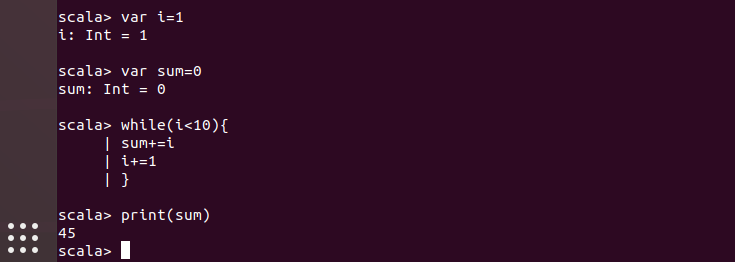 scala> var i=1
i: Int = 1
scala> var sum=0
sum: Int = 0
scala> while(i<10){
| sum+=i
| i+=1
| }
scala> print(sum)
45
scala>